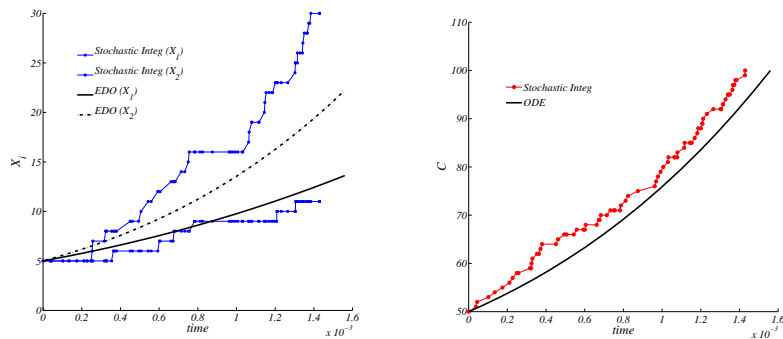 30
25
20
15
10
5
0
X_i
Stochastic Integ (X_1)
Stochastic Integ (X_2)
EDO (X_1)
EDO (X_2)
0 0.2 0.4 0.6 0.8 1 1.2 1.4 1.6
time
x 10^{-3}
110
100
90
80
70
60
50
C
Stochastic Integ
ODE
0 0.2 0.4 0.6 0.8 1 1.2 1.4 1.6
time
x 10^{-3}